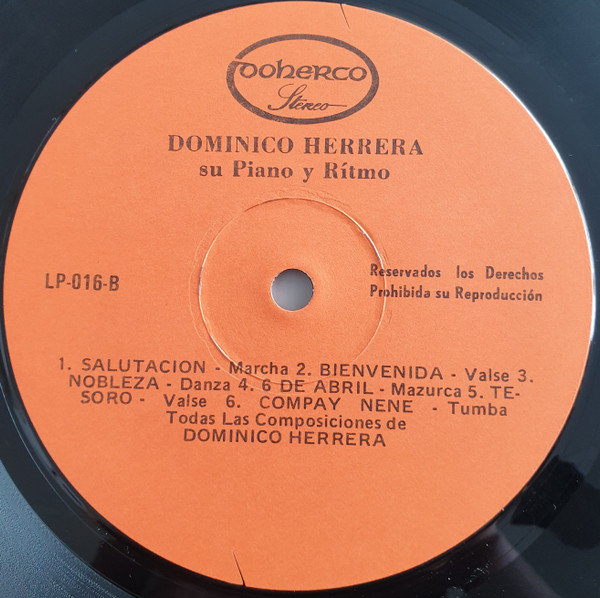 DOHERCO
Stereo
DOMINICO HERRERA
su Piano y Rítmo
LP-016-B
Reservados los Derechos
Prohibida su Reproducción
1. SALUTACION - Marcha 2. BIENVENIDA - Valse 3.
NOBLEZA - Danza 4. 6 DE ABRIL - Mazurca 5. TE-
SORO - Valse 6. COMPAY NENE - Tumba
Todas Las Composiciones de
DOMINICO HERRERA